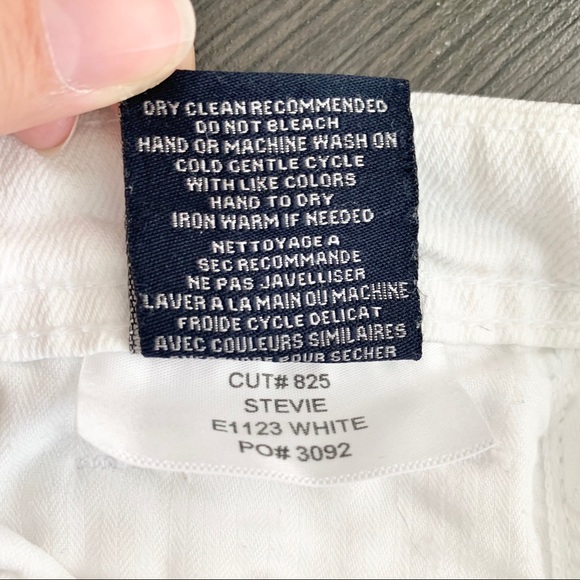 DRY CLEAN RECOMMENDED
DO NOT BLEACH
HAND OR MACHINE WASH ON
COLD GENTLE CYCLE
WITH LIKE COLORS
HANG TO DRY
IRON WARM IF NEEDED
NETTOYAGE A
SEC RECOMMANDE
NE PAS JAVELLISER
LAVER A LA MAIN OU MACHINE
FROIDE CYCLE DELICAT
AVEC COULEURS SIMILAIRES
POUR SECHER
CUT# 825
STEVIE
E1123 WHITE
PO# 3092